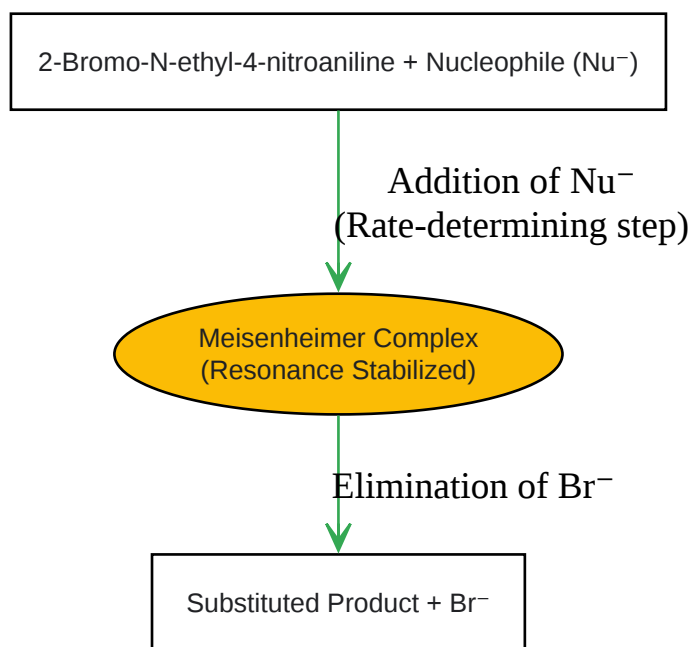 2-Bromo-N-ethyl-4-nitroaniline + Nucleophile (Nu⁻)
Addition of Nu⁻
(Rate-determining step)
Meisenheimer Complex
(Resonance Stabilized)
Elimination of Br⁻
Substituted Product + Br⁻